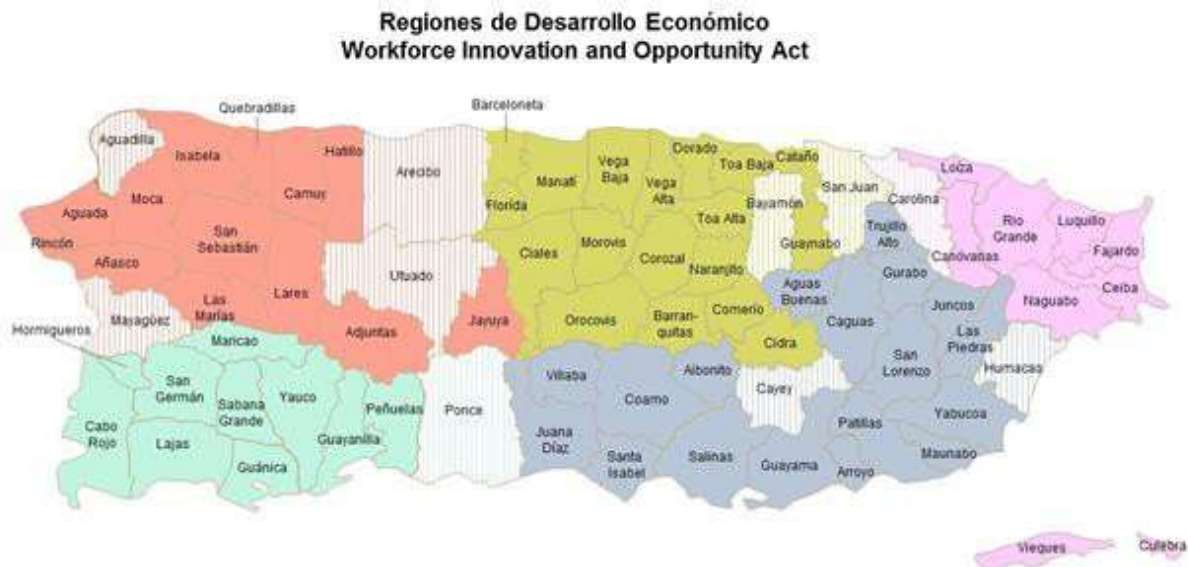 Regiones de Desarrollo Económico
Workforce Innovation and Opportunity Act
Quebradillas
Barceloneta
Aguadilla
Isabela
Hatillo
Arecibo
Manatí
Vega
Baja
Dorado
Vega
Alta
Toa Baja
Cataño
San Juan
Carolina
Loíza
Moca
Camuy
Florida
Toa Alta
Bayamón
Guaynabo
Trujillo
Alto
Río
Grande
Luquillo
Fajardo
Aguada
Rincón
San
Sebastián
Añasco
Utuado
Ciales
Morovis
Corozal
Naranjito
Canóvanas
Gurabo
Aguas
Buenas
Ceiba
Naguabo
Juncos
Hormigueros
Mayagüez
Las
Marías
Lares
Adjuntas
Jayuya
Orocovis
Barran-
quitas
Comerío
Cidra
Caguas
Las
Piedras
San
Lorenzo
Humacao
Maricao
San
Germán
Sabana
Grande
Yauco
Peñuelas
Ponce
Villaba
Coamo
Aibonito
Cayey
Cabo
Rojo
Lajas
Guánica
Guayanilla
Juana
Díaz
Santa
Isabel
Salinas
Guayama
Arroyo
Patillas
Yabucoa
Maunabo
Vieques
Culebra